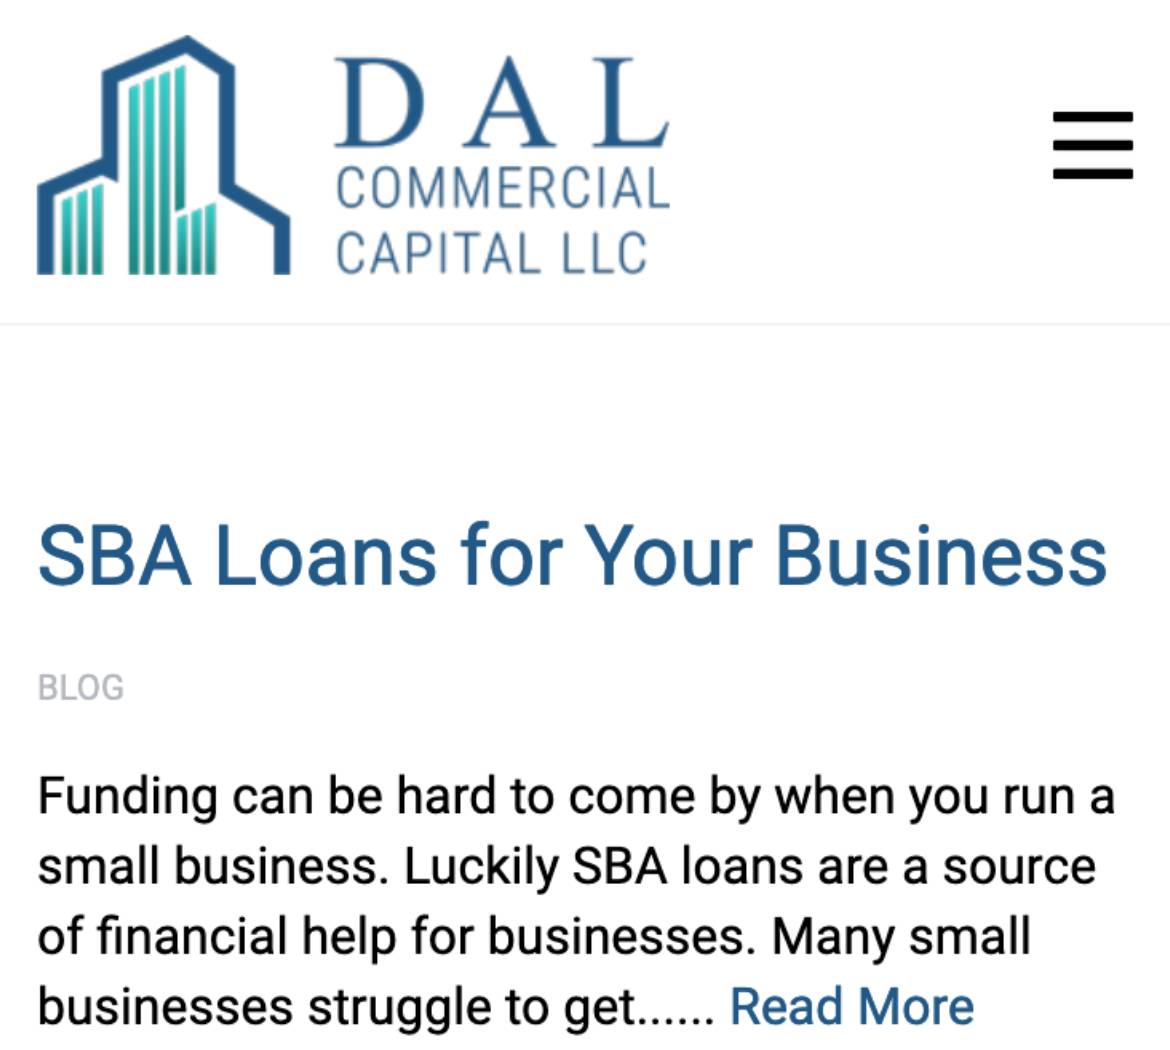 DAL
COMMERCIAL
CAPITAL LLC
SBA Loans for Your Business
BLOG
Funding can be hard to come by when you run a
small business. Luckily SBA loans are a source
of financial help for businesses. Many small
businesses struggle to get...... Read More